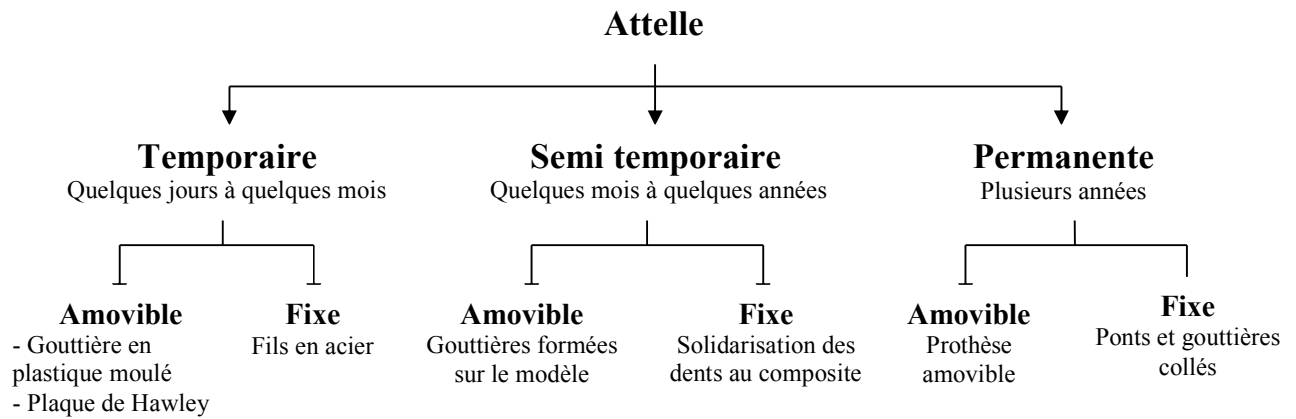 Attelle
Temporaire
Quelques jours à quelques mois
Semi temporaire
Quelques mois à quelques années
Permanente
Plusieurs années
Amovible
- Gouttière en
plastique moulé
- Plaque de Hawley
Fixe
Fils en acier
Amovible
Gouttières formées
sur le modèle
Fixe
Solidarisation des
dents au composite
Amovible
Prothèse
amovible
Fixe
Ponts et gouttières
collés